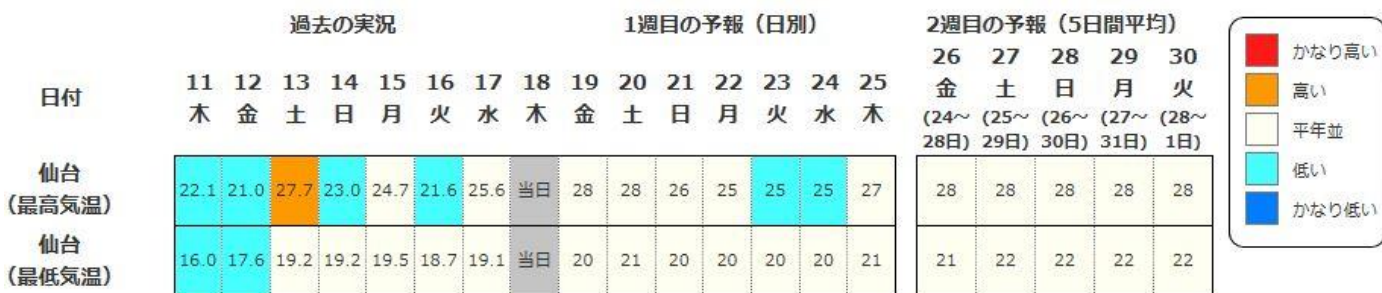 過去の実況 1週目の予報（日別） 2週目の予報（5日間平均）
日付 11 12 13 14 15 16 17 18 19 20 21 22 23 24 25 26 27 28 29 30
木 金 土 日 月 火 水 木 金 土 日 月 火 水 木 金 土 日 月 火
(24～ (25～ (26～ (27～ (28～
28日) 29日) 30日) 31日) 1日)
仙台
（最高気温） 22.1 21.0 27.7 23.0 24.7 21.6 25.6 当日 28 28 26 25 25 25 27 28 28 28 28 28
仙台
（最低気温） 16.0 17.6 19.2 19.2 19.5 18.7 19.1 当日 20 21 20 20 20 20 21 21 22 22 22 22
かなり高い
高い
平年並
低い
かなり低い